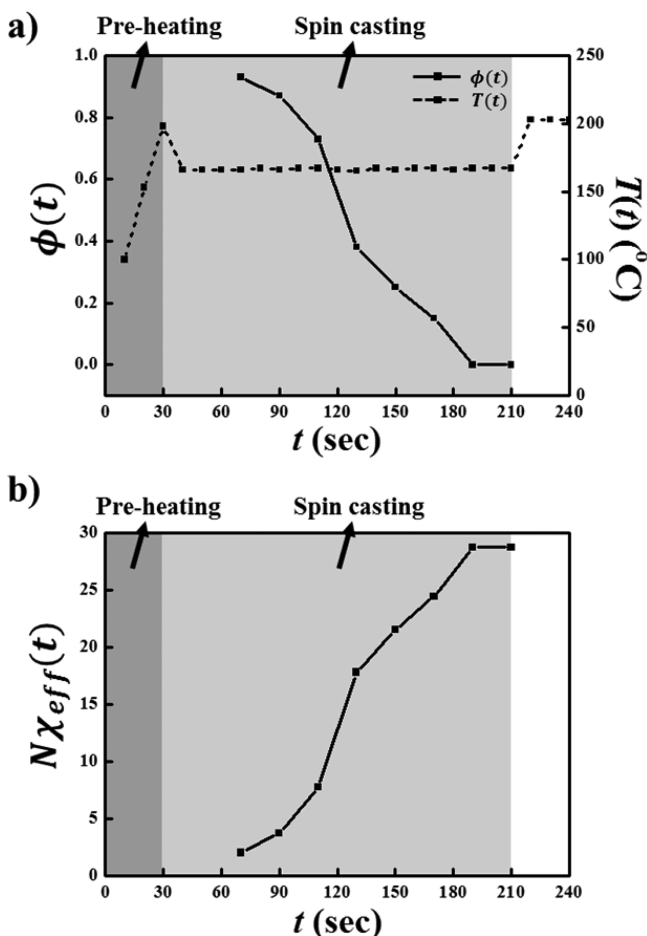 a)
Pre-heating Spin casting
1.0
0.8
0.6
0.4
0.2
0.0
ϕ(t)
ϕ(t)
T(t)
250
200
150
100
50
0
T(t) (⁰C)
0 30 60 90 120 150 180 210 240
t (sec)
b)
Pre-heating Spin casting
30
25
20
15
10
5
0
Nχeff(t)
0 30 60 90 120 150 180 210 240
t (sec)